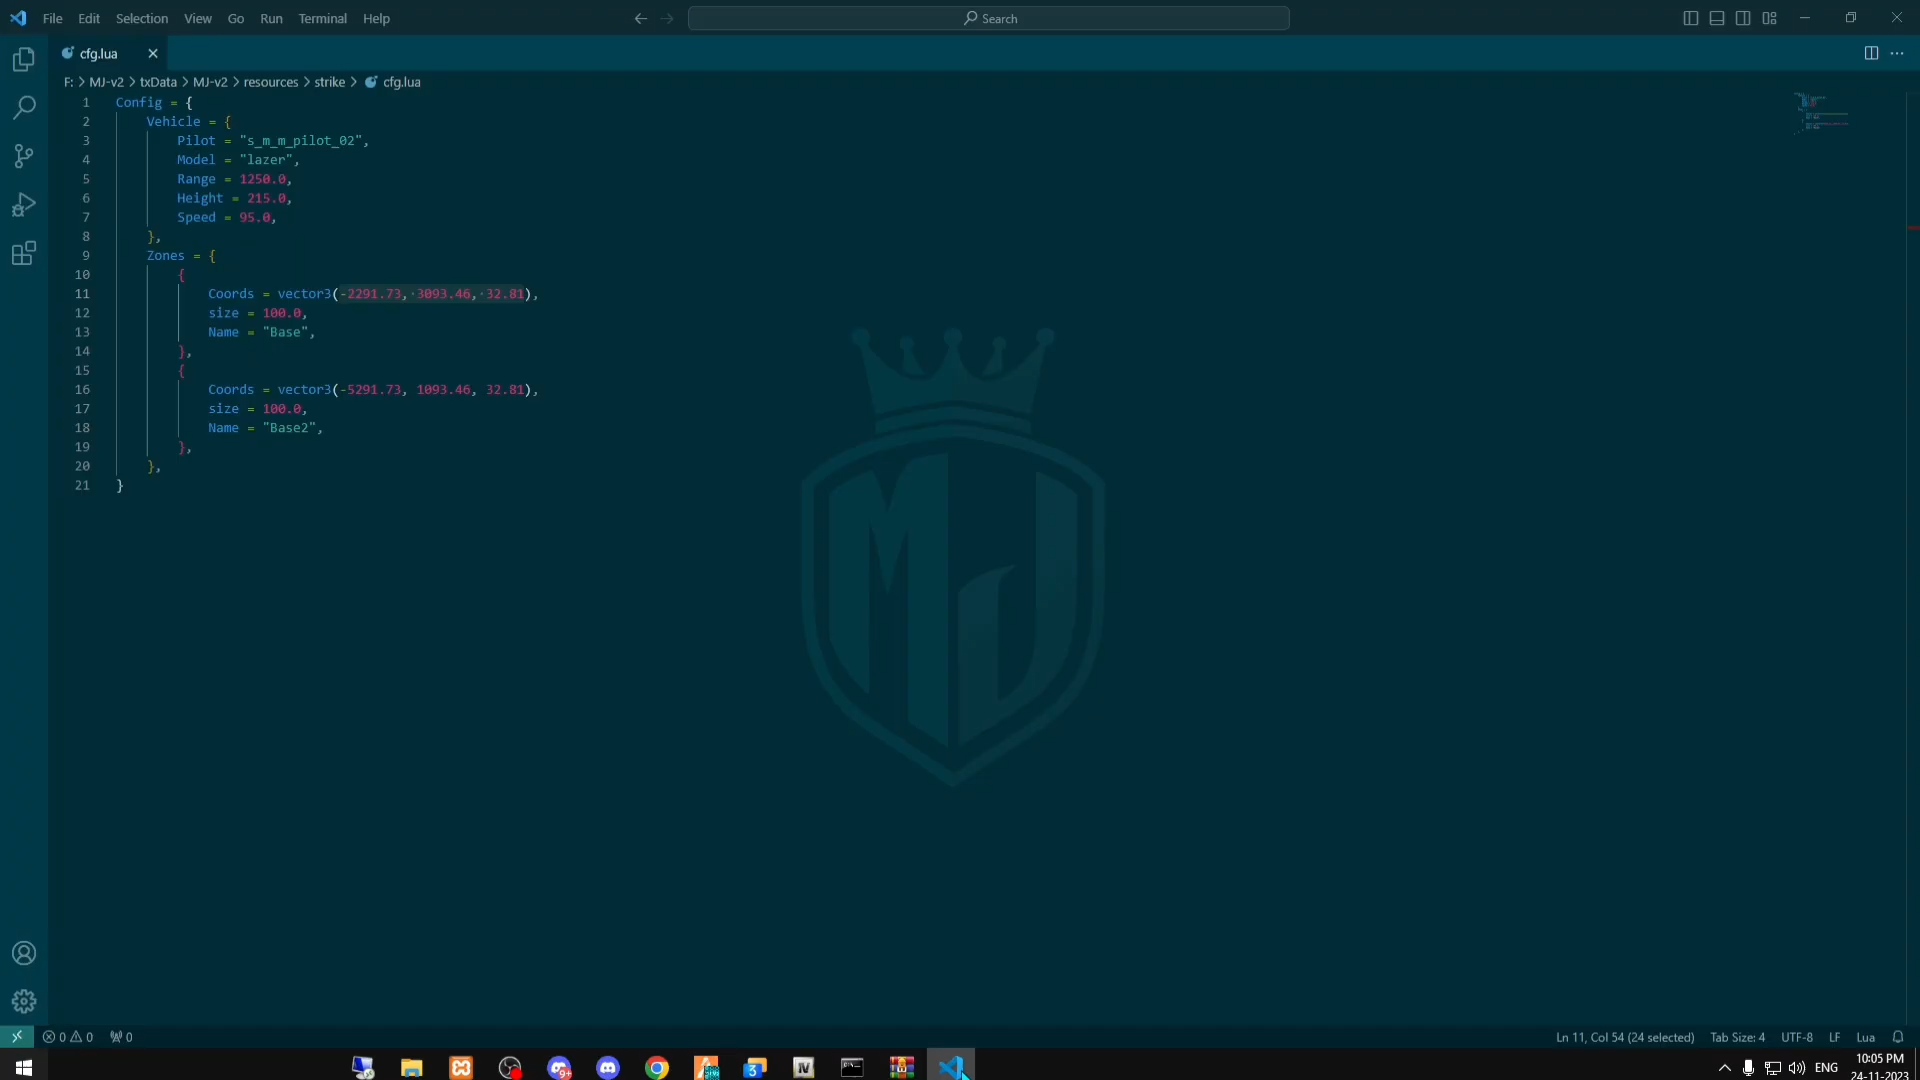 File Edit Selection View Go Run Terminal Help
Search
cfg.lua
F: > MJ-v2 > txData > MJ-v2 > resources > strike > cfg.lua
1 Config = {
2 Vehicle = {
3 Pilot = "s_m_m_pilot_02",
4 Model = "lazer",
5 Range = 1250.0,
6 Height = 215.0,
7 Speed = 95.0,
8 },
9 Zones = {
10 {
11 Coords = vector3(-2291.73, 3093.46, 32.81),
12 size = 100.0,
13 Name = "Base",
14 },
15 {
16 Coords = vector3(-5291.73, 1093.46, 32.81),
17 size = 100.0,
18 Name = "Base2",
19 },
20 },
21 }
MJ
0 0 0 Ln 11, Col 54 (24 selected) Tab Size: 4 UTF-8 LF Lua
9+ 3 IV ENG 10:05 PM
24-11-2023